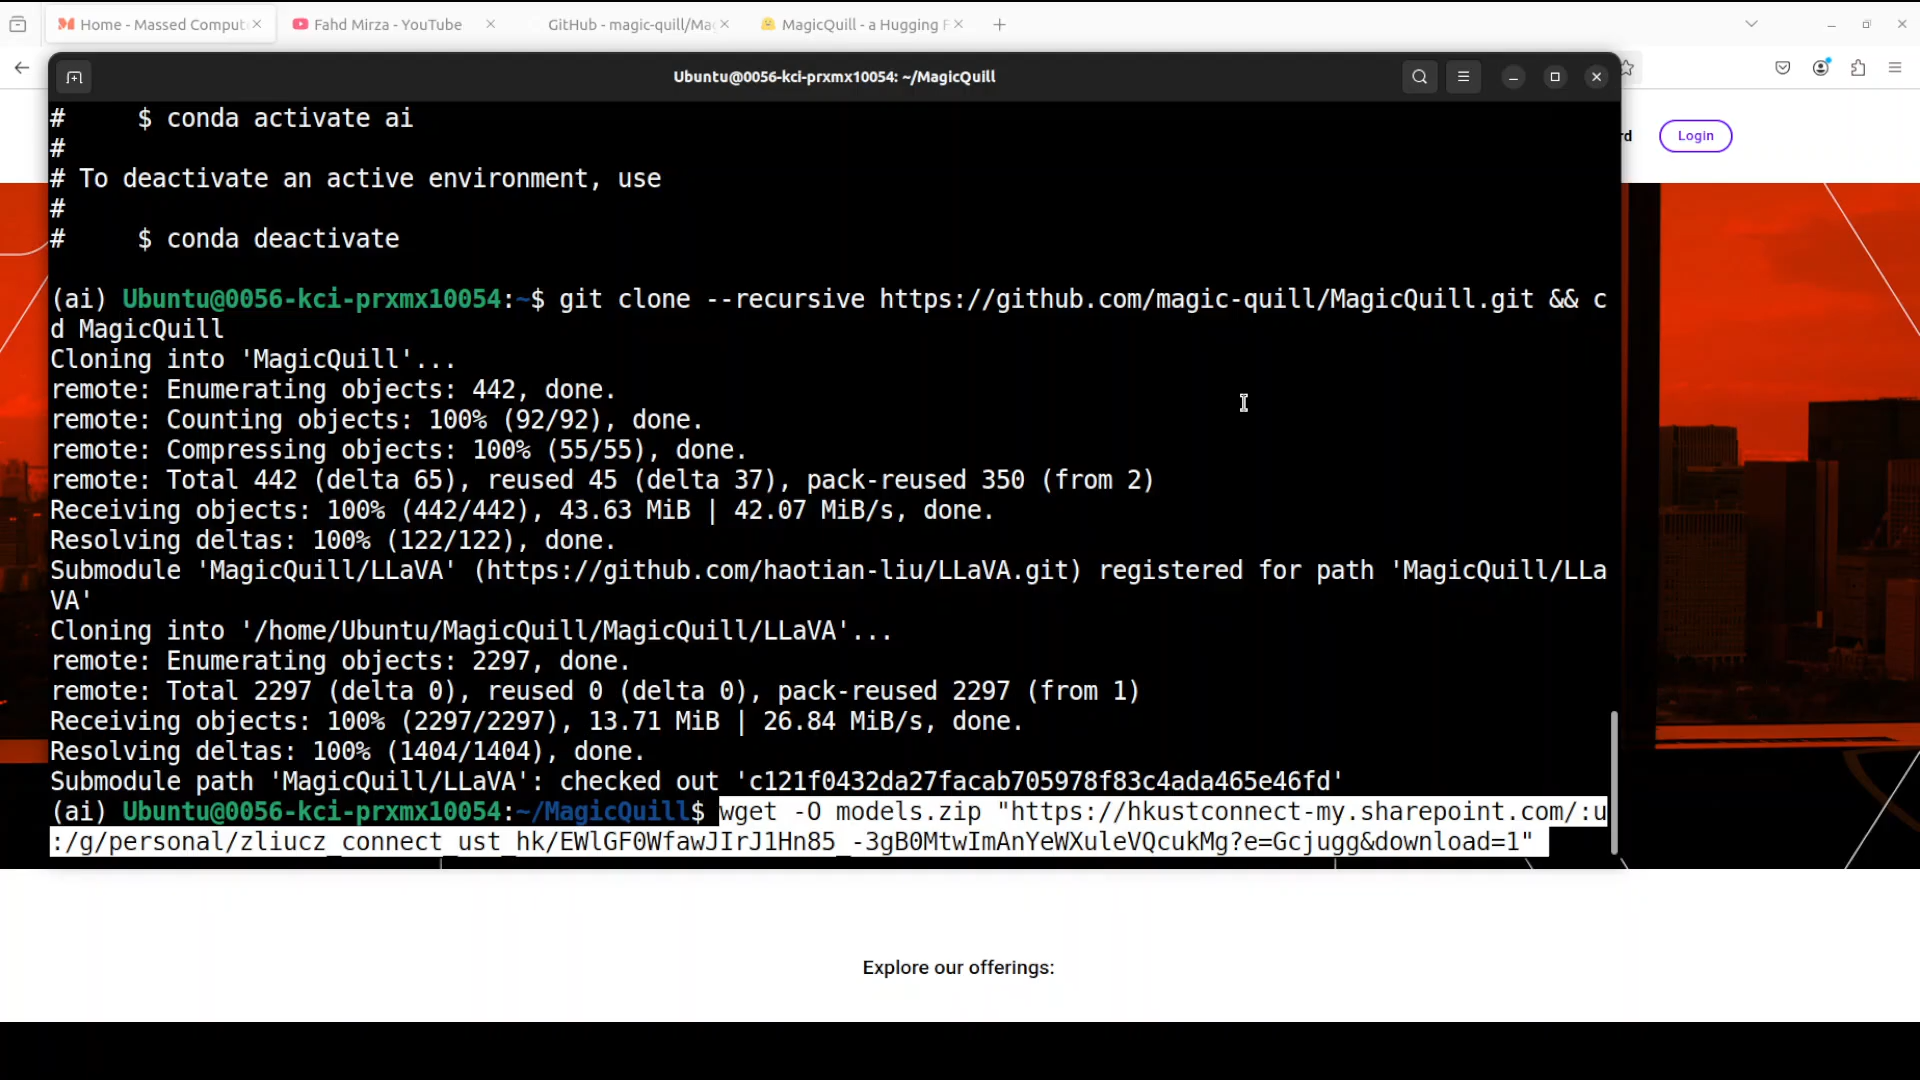 Home - Massed Comput
Fahd Mirza - YouTube
GitHub - magic-quill/Ma
MagicQuill - a Hugging F
Ubuntu@0056-kci-prxmx10054: ~/MagicQuill
rd
Login
#     $ conda activate ai
#
# To deactivate an active environment, use
#
#     $ conda deactivate
(ai) Ubuntu@0056-kci-prxmx10054:~$ git clone --recursive https://github.com/magic-quill/MagicQuill.git && c
d MagicQuill
Cloning into 'MagicQuill'...
remote: Enumerating objects: 442, done.
remote: Counting objects: 100% (92/92), done.
remote: Compressing objects: 100% (55/55), done.
remote: Total 442 (delta 65), reused 45 (delta 37), pack-reused 350 (from 2)
Receiving objects: 100% (442/442), 43.63 MiB | 42.07 MiB/s, done.
Resolving deltas: 100% (122/122), done.
Submodule 'MagicQuill/LLaVA' (https://github.com/haotian-liu/LLaVA.git) registered for path 'MagicQuill/LLa
VA'
Cloning into '/home/Ubuntu/MagicQuill/MagicQuill/LLaVA'...
remote: Enumerating objects: 2297, done.
remote: Total 2297 (delta 0), reused 0 (delta 0), pack-reused 2297 (from 1)
Receiving objects: 100% (2297/2297), 13.71 MiB | 26.84 MiB/s, done.
Resolving deltas: 100% (1404/1404), done.
Submodule path 'MagicQuill/LLaVA': checked out 'c121f0432da27facab705978f83c4ada465e46fd'
(ai) Ubuntu@0056-kci-prxmx10054:~/MagicQuill$ wget -O models.zip "https://hkustconnect-my.sharepoint.com/:u
:/g/personal/zliucz_connect_ust_hk/EWlGF0WfawJIrJ1Hn85_-3gB0MtwImAnYeWXuleVQcukMg?e=Gcjugg&download=1"
Explore our offerings: